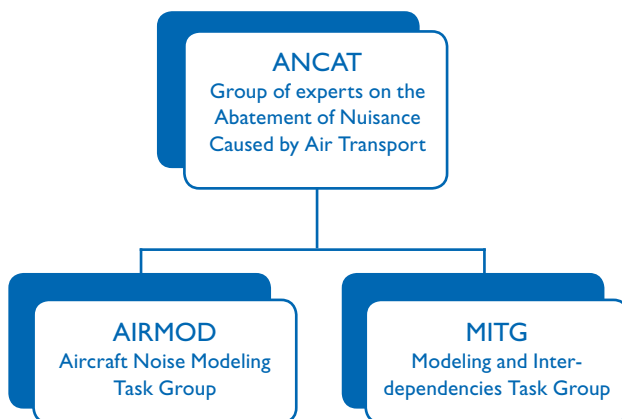 ANCAT
Group of experts on the
Abatement of Nuisance
Caused by Air Transport
AIRMOD
Aircraft Noise Modeling
Task Group
MITG
Modeling and Inter-
dependencies Task Group